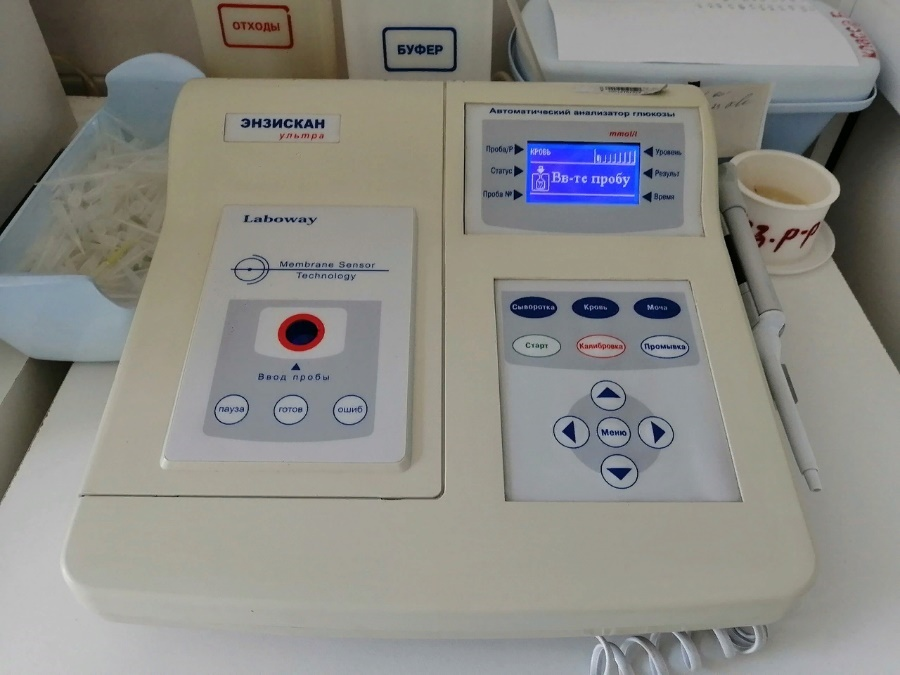 ОТХОДЫ
БУФЕР
ЭНЗИСКАН
ультра
Автоматический анализатор глюкозы
mmol/l
Проба/Р
Статус
Проба №
КРОВЬ
Вв-те пробу
Уровень
Результ
Время
Laboway
Membrane Sensor
Technology
Ввод пробы
пауза
готов
ошиб
Сыворотка
Кровь
Моча
Старт
Калибровка
Промывка
Меню
з.р-р